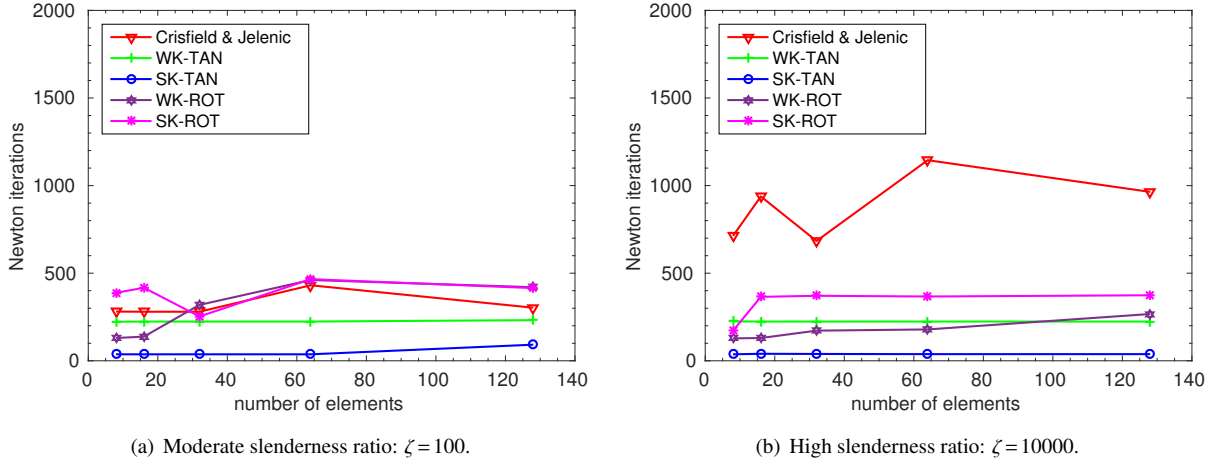 2000
1500
1000
500
0
Newton iterations
Crisfield & Jelenic
WK-TAN
SK-TAN
WK-ROT
SK-ROT
0 20 40 60 80 100 120 140
number of elements
(a) Moderate slenderness ratio: ζ = 100.
2000
1500
1000
500
0
Newton iterations
Crisfield & Jelenic
WK-TAN
SK-TAN
WK-ROT
SK-ROT
0 20 40 60 80 100 120 140
number of elements
(b) High slenderness ratio: ζ = 10000.